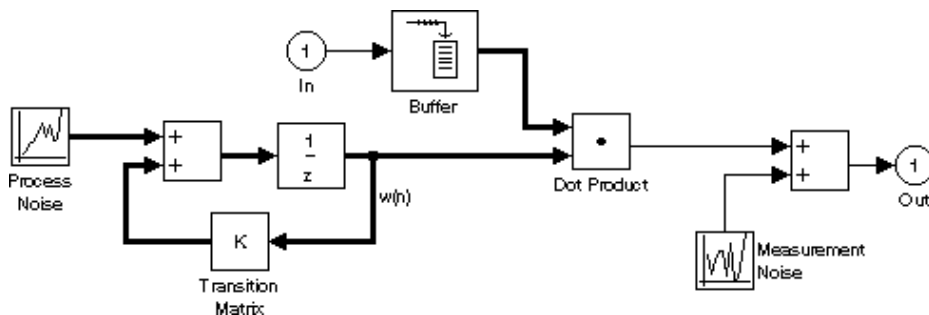 1
In
Buffer
+
+
1
z
Process
Noise
w(n)
K
Transition
Matrix
Dot Product
+
+
1
Out
Measurement
Noise